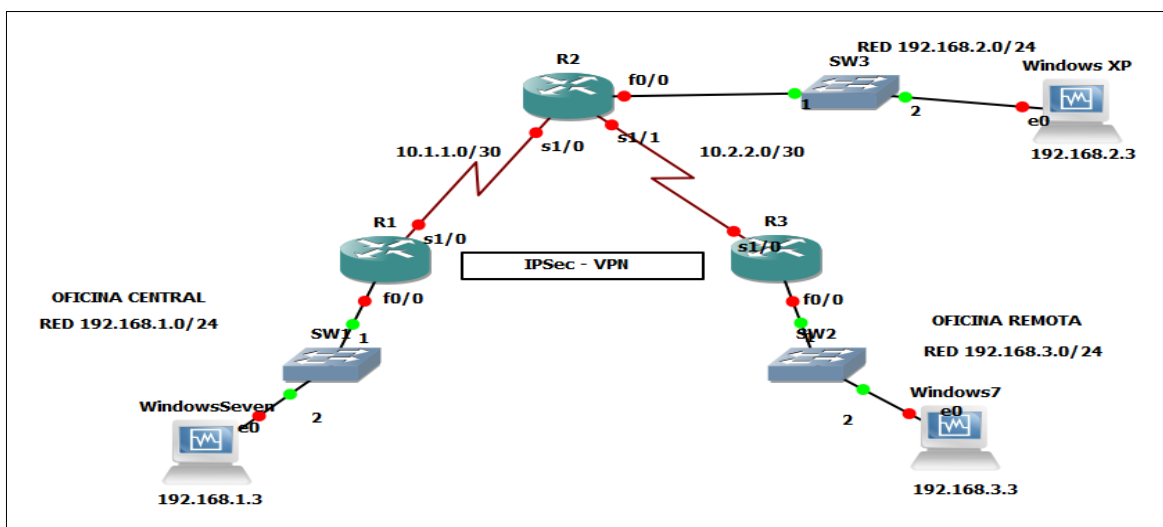 RED 192.168.2.0/24
R2
SW3
Windows XP
f0/0
1
2
e0
s1/0
s1/1
192.168.2.3
10.1.1.0/30
10.2.2.0/30
R1
R3
s1/0
s1/0
IPSec - VPN
OFICINA CENTRAL
f0/0
f0/0
RED 192.168.1.0/24
OFICINA REMOTA
SW1
1
SW2
RED 192.168.3.0/24
WindowsSeven
e0
2
Windows7
e0
2
192.168.1.3
192.168.3.3